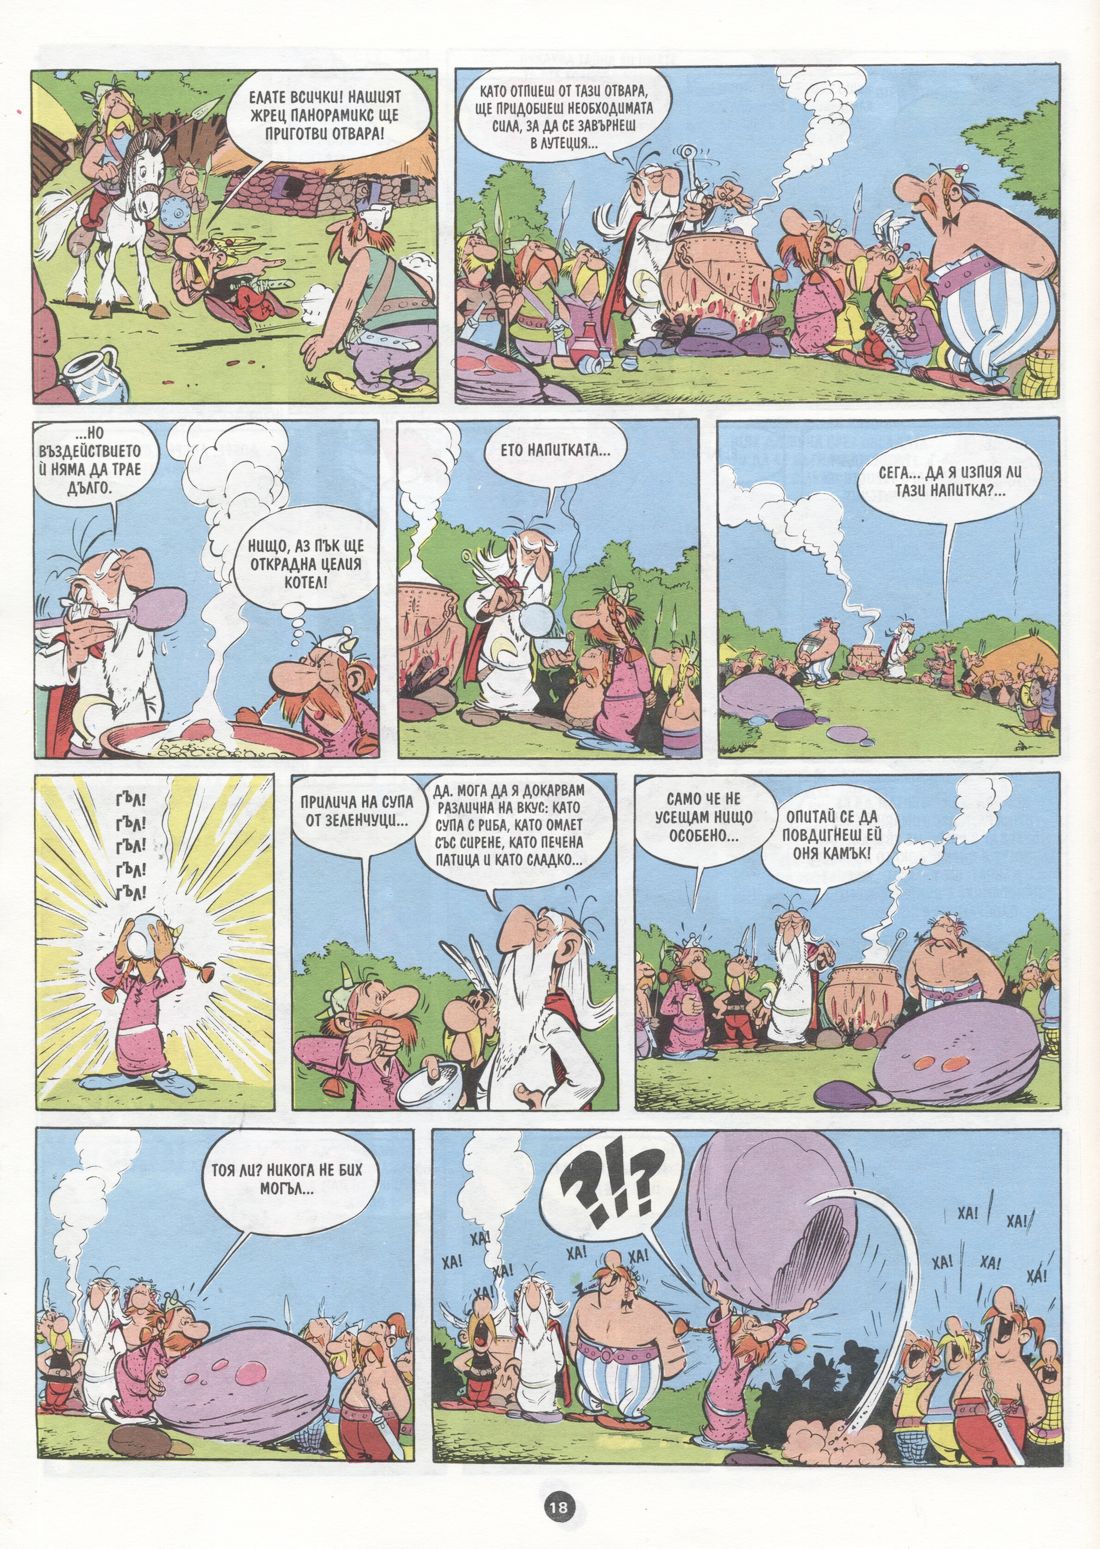 ЕЛАТЕ ВСИЧКИ! НАШИЯТ
ЖРЕЦ ПАНОРАМИКС ЩЕ
ПРИГОТВИ ОТВАРА!
КАТО ОТПИЕШ ОТ ТАЗИ ОТВАРА,
ЩЕ ПРИДОБИЕШ НЕОБХОДИМАТА
СИЛА, ЗА ДА СЕ ЗАВЪРНЕШ
В ЛУТЕЦИЯ...
...НО
ВЪЗДЕЙСТВИЕТО
Ѝ НЯМА ДА ТРАЕ
ДЪЛГО.
НИЩО, АЗ ПЪК ЩЕ
ОТКРАДНА ЦЕЛИЯ
КОТЕЛ!
ЕТО НАПИТКАТА...
СЕГА... ДА Я ИЗПИЯ ЛИ
ТАЗИ НАПИТКА?...
ГЪЛ!
ГЪЛ!
ГЪЛ!
ГЪЛ!
ГЪЛ!
ПРИЛИЧА НА СУПА
ОТ ЗЕЛЕНЧУЦИ...
ДА. МОГА ДА Я ДОКАРВАМ
РАЗЛИЧНА НА ВКУС: КАТО
СУПА С РИБА, КАТО ОМЛЕТ
СЪС СИРЕНЕ, КАТО ПЕЧЕНА
ПАТИЦА И КАТО СЛАДКО...
САМО ЧЕ НЕ
УСЕЩАМ НИЩО
ОСОБЕНО...
ОПИТАЙ СЕ ДА
ПОВДИГНЕШ ЕЙ
ОНЯ КАМЪК!
ТОЯ ЛИ? НИКОГА НЕ БИХ
МОГЪЛ...
?!?
ХА!
ХА!
ХА!
ХА!
ХА!
ХА!
ХА!
ХА!
ХА!
ХА!
ХА!
18